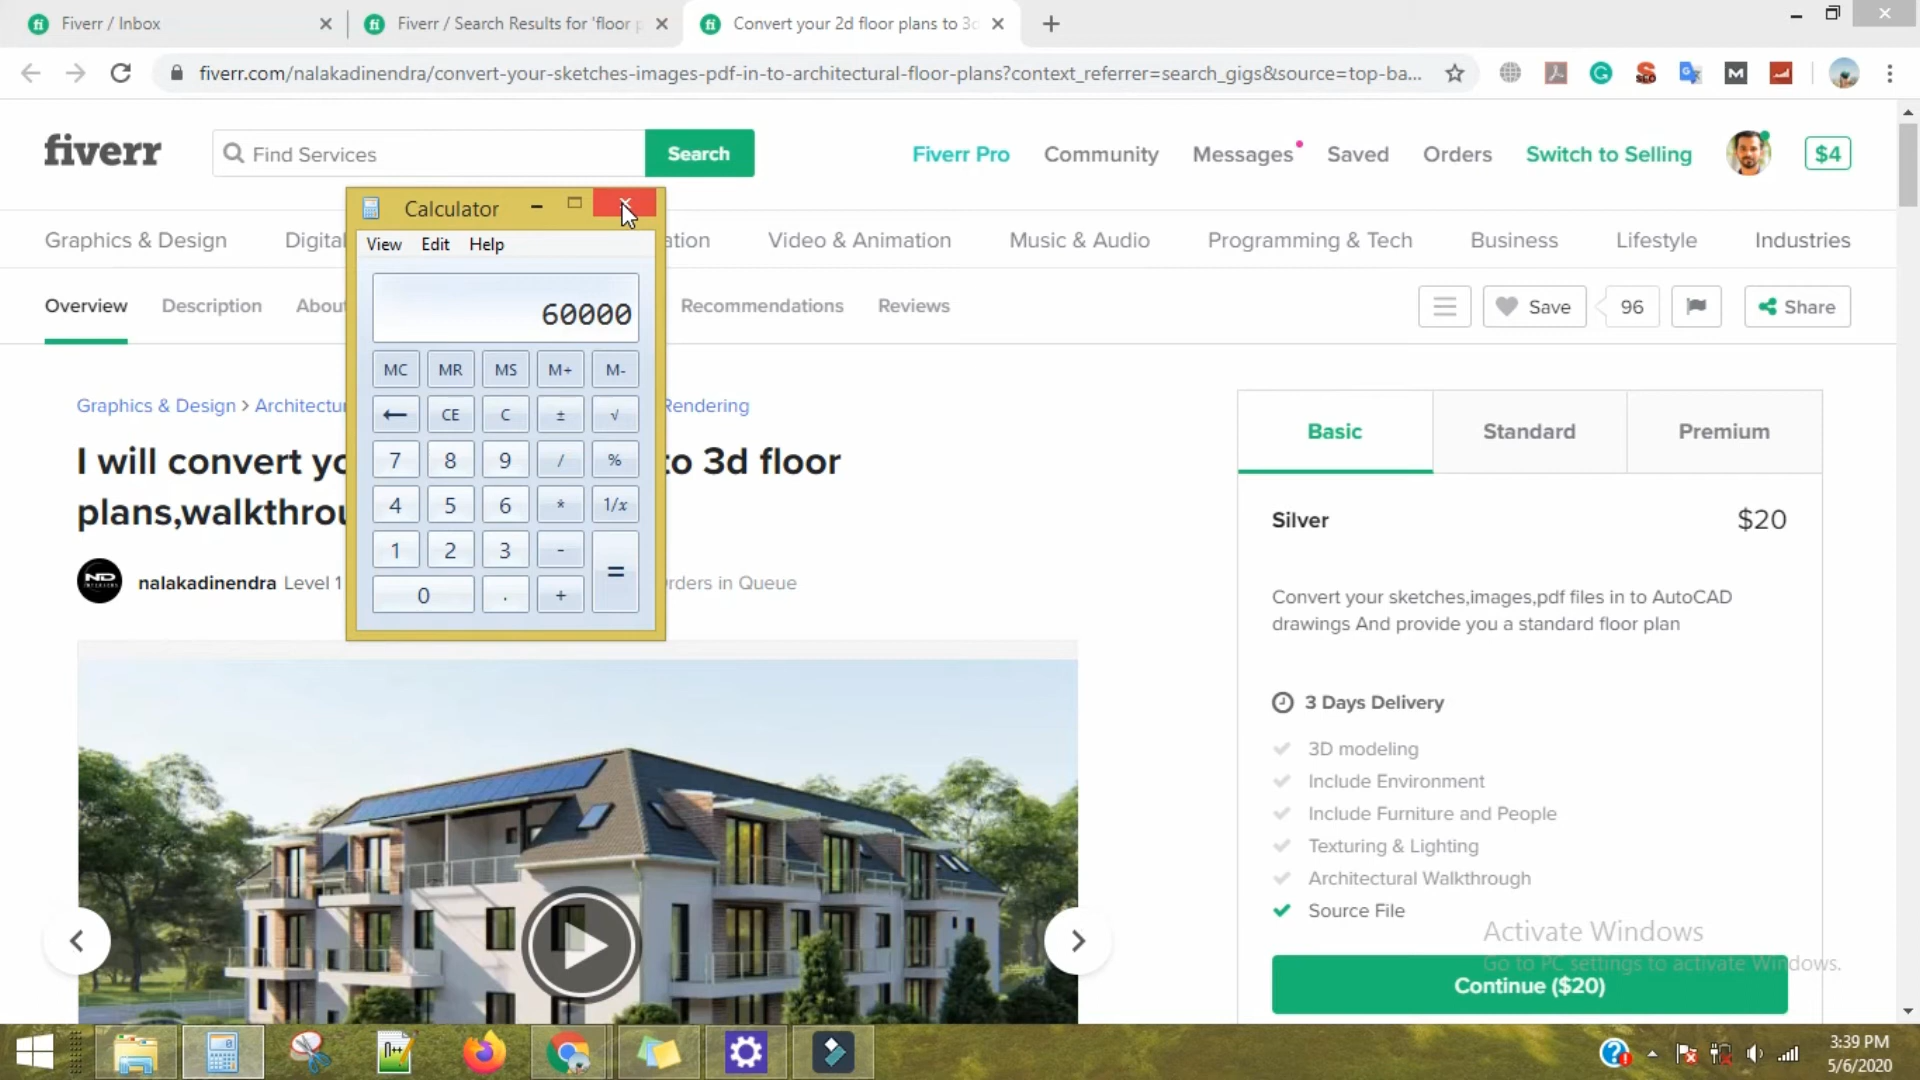 Fiverr / Inbox
Fiverr / Search Results for 'floor p
Convert your 2d floor plans to 3d
fiverr.com/nalakadinendra/convert-your-sketches-images-pdf-in-to-architectural-floor-plans?context_referrer=search_gigs&source=top-ba...
fiverr
Find Services
Search
Fiverr Pro
Community
Messages
Saved
Orders
Switch to Selling
$4
Calculator
View Edit Help
60000
MC MR MS M+ M-
← CE C ± √
7 8 9 / %
4 5 6 * 1/x
1 2 3 - =
0 . +
Graphics & Design
Digital
ation
Video & Animation
Music & Audio
Programming & Tech
Business
Lifestyle
Industries
Overview
Description
About
Recommendations
Reviews
Save
96
Share
Graphics & Design > Architectur
Rendering
I will convert yo
to 3d floor
plans,walkthrou
ND
nalakadinendra Level 1
rders in Queue
Basic
Standard
Premium
Silver
$20
Convert your sketches,images,pdf files in to AutoCAD
drawings And provide you a standard floor plan
3 Days Delivery
3D modeling
Include Environment
Include Furniture and People
Texturing & Lighting
Architectural Walkthrough
Source File
Activate Windows
Go to PC settings to activate Windows.
Continue ($20)
3:39 PM
5/6/2020